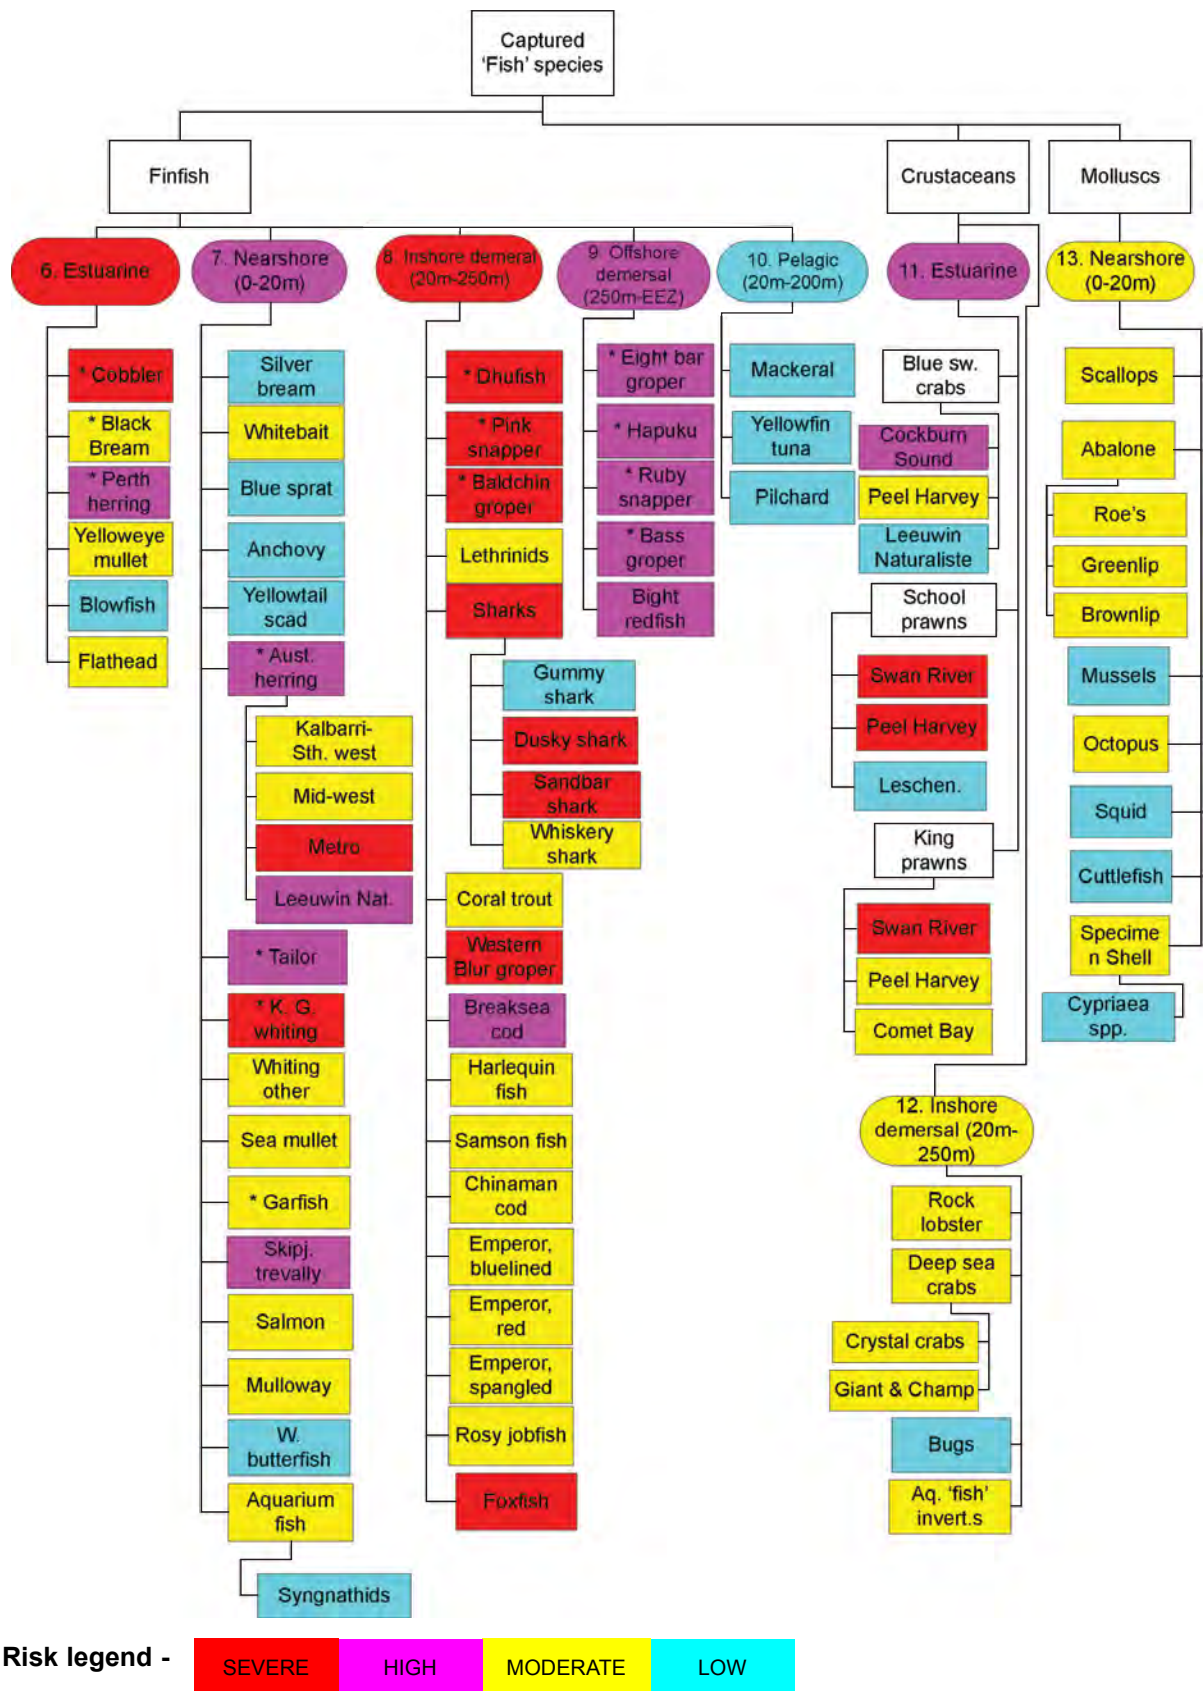 Captured
‘Fish’ species
Finfish
Crustaceans
Molluscs
6. Estuarine
* Cobbler
* Black
Bream
* Perth
herring
Yelloweye
mullet
Blowfish
Flathead
7. Nearshore
(0-20m)
Silver
bream
Whitebait
Blue sprat
Anchovy
Yellowtail
scad
* Aust.
herring
Kalbarri-
Sth. west
Mid-west
Metro
Leeuwin Nat.
* Tailor
* K. G.
whiting
Whiting
other
Sea mullet
* Garfish
Skipj.
trevally
Salmon
Mulloway
W.
butterfish
Aquarium
fish
Syngnathids
8. Inshore demeral
(20m-250m)
* Dhufish
* Pink
snapper
* Baldchin
groper
Lethrinids
Sharks
Gummy
shark
Dusky shark
Sandbar
shark
Whiskery
shark
Coral trout
Western
Blur groper
Breaksea
cod
Harlequin
fish
Samson fish
Chinaman
cod
Emperor,
bluelined
Emperor,
red
Emperor,
spangled
Rosy jobfish
Foxfish
9. Offshore
demersal
(250m-EEZ)
* Eight bar
groper
* Hapuku
* Ruby
snapper
* Bass
groper
Bight
redfish
10. Pelagic
(20m-200m)
Mackeral
Yellowfin
tuna
Pilchard
11. Estuarine
Blue sw.
crabs
Cockburn
Sound
Peel Harvey
Leeuwin
Naturaliste
School
prawns
Swan River
Peel Harvey
Leschen.
King
prawns
Swan River
Peel Harvey
Comet Bay
12. Inshore
demersal (20m-
250m)
Rock
lobster
Deep sea
crabs
Crystal crabs
Giant & Champ
Bugs
Aq. ‘fish’
invert.s
13. Nearshore
(0-20m)
Scallops
Abalone
Roe's
Greenlip
Brownlip
Mussels
Octopus
Squid
Cuttlefish
Specime
n Shell
Cypriaea
spp.
Risk legend -
SEVERE
HIGH
MODERATE
LOW